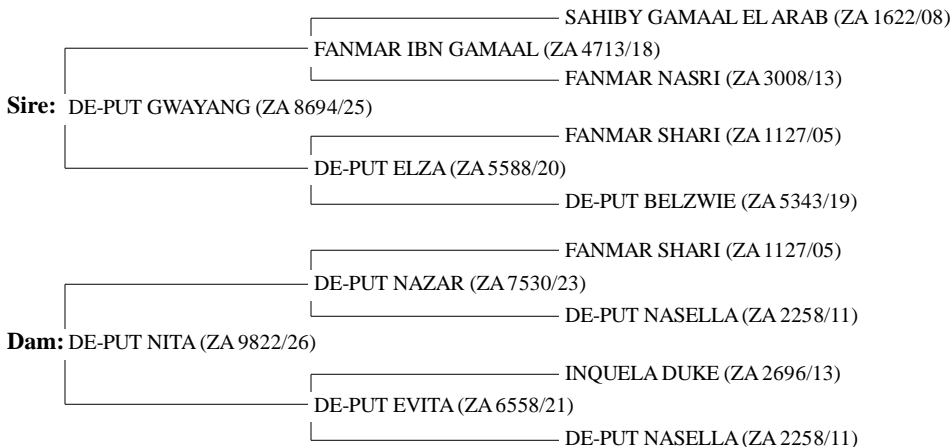 SAHIBY GAMAAL EL ARAB (ZA 1622/08)
FANMAR IBN GAMAAL (ZA 4713/18)
FANMAR NASRI (ZA 3008/13)
Sire: DE-PUT GWAYANG (ZA 8694/25)
FANMAR SHARI (ZA 1127/05)
DE-PUT ELZA (ZA 5588/20)
DE-PUT BELZWIE (ZA 5343/19)
FANMAR SHARI (ZA 1127/05)
DE-PUT NAZAR (ZA 7530/23)
DE-PUT NASELLA (ZA 2258/11)
Dam: DE-PUT NITA (ZA 9822/26)
INQUELA DUKE (ZA 2696/13)
DE-PUT EVITA (ZA 6558/21)
DE-PUT NASELLA (ZA 2258/11)